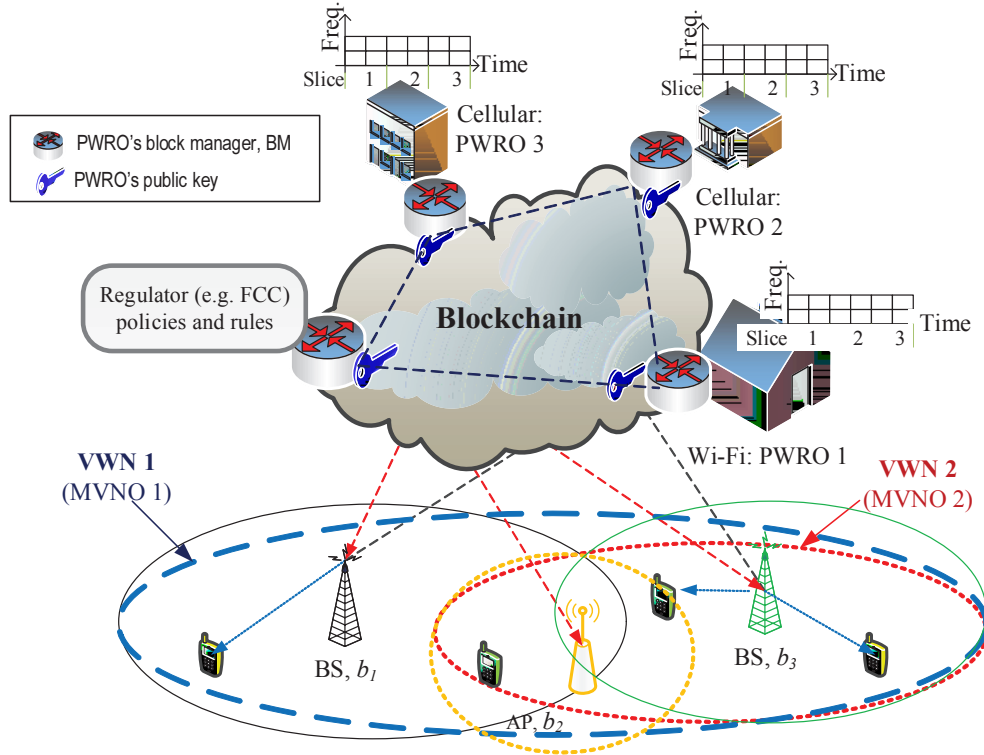 Freq.
Time
Slice 1 2 3
Freq.
Time
Slice 1 2 3
Cellular:
PWRO 3
PWRO's block manager, BM
PWRO's public key
Cellular:
PWRO 2
Regulator (e.g. FCC)
policies and rules
Blockchain
Freq.
Time
Slice 1 2 3
Wi-Fi: PWRO 1
VWN 1
(MVNO 1)
VWN 2
(MVNO 2)
BS, b1
BS, b3
AP, b2